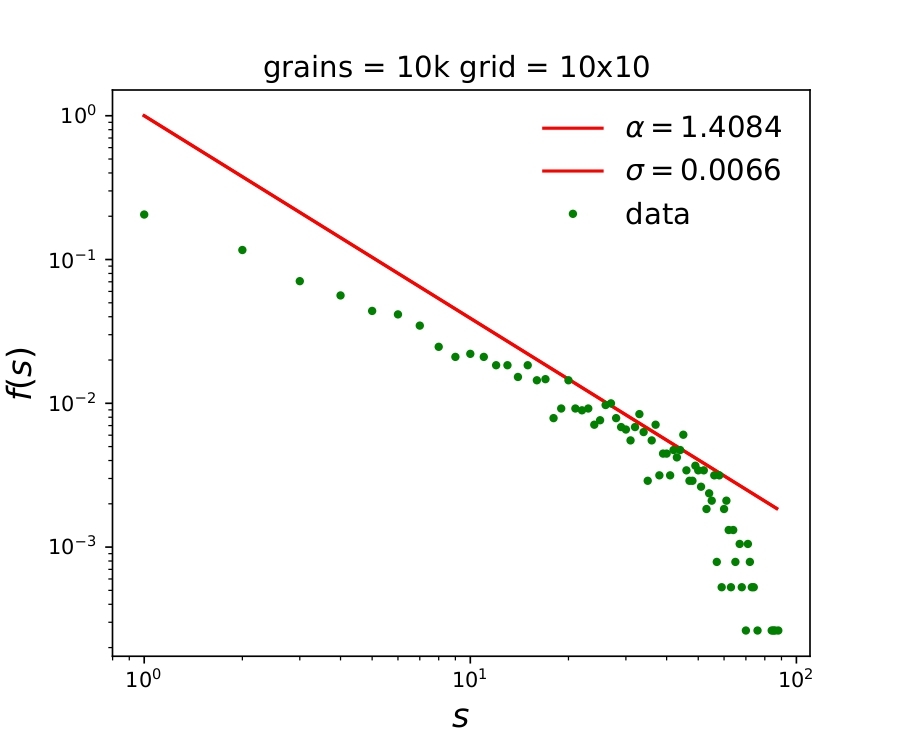 grains = 10k grid = 10x10
10⁰
α = 1.4084
σ = 0.0066
data
10⁻¹
f(s)
10⁻²
10⁻³
10⁰ 10¹ 10²
s